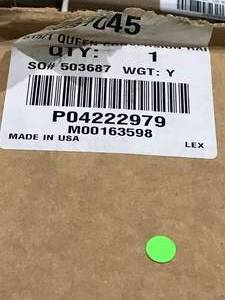 045
QUEEN
QTY: 1
SO# 503687 WGT: Y
P04222979
M00163598
MADE IN USA LEX